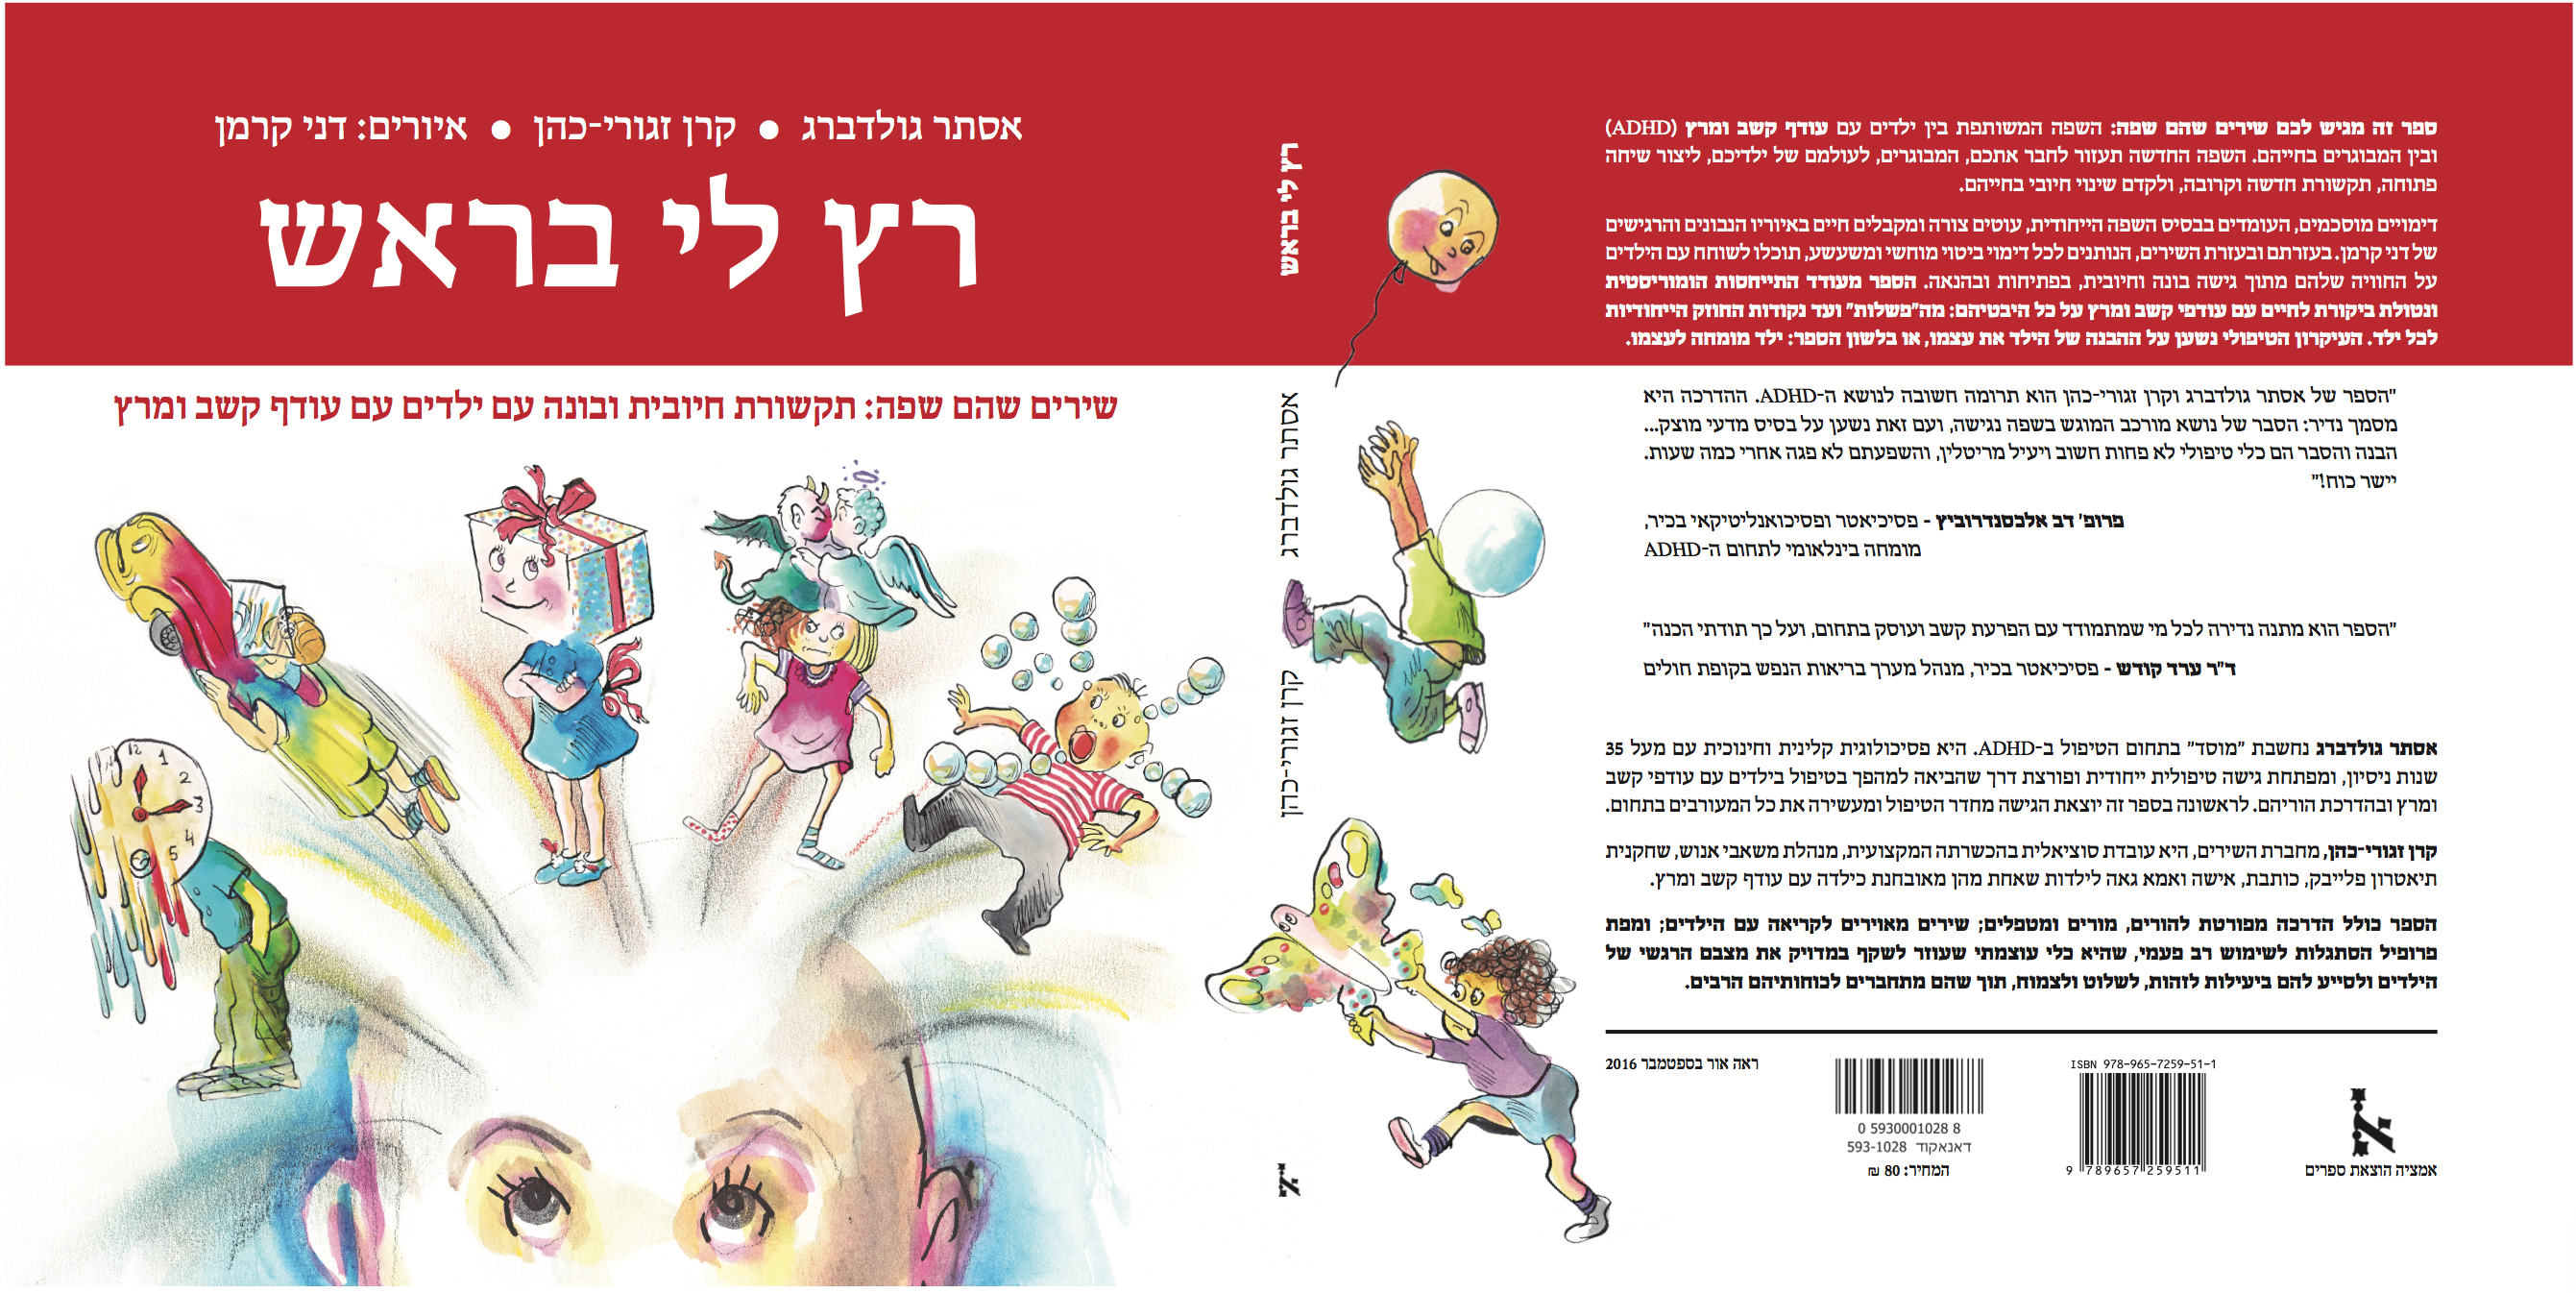 אסתר גולדברג • קרן זגורי-כהן • איורים: דני קרמן
רץ לי בראש
שירים שהם שפה: תקשורת חיובית ובונה עם ילדים עם עודף קשב ומרץ
12
1
2
3
4
5
רץ לי בראש
אסתר גולדברג
קרן זגורי-כהן
ספר זה מגיש לכם שירים שהם שפה: השפה המשותפת בין ילדים עם עודף קשב ומרץ (ADHD)
ובין המבוגרים בחייהם. השפה החדשה תעזור לחבר אתכם, המבוגרים, לעולמם של ילדיכם, ליצור שיחה
פתוחה, תקשורת חדשה וקרובה, ולקדם שינוי חיובי בחייהם.
דימויים מוסכמים, העומדים בבסיס השפה הייחודית, עוטים צורה ומקבלים חיים באיוריו הנבונים והרגישים
של דני קרמן. בעזרתם ובעזרת השירים, הנותנים לכל דימוי ביטוי מוחשי ומשעשע, תוכלו לשוחח עם הילדים
על החוויה שלהם מתוך גישה בונה וחיובית, בפתיחות ובהנאה. הספר מעודד התייחסות הומוריסטית
ונטולת ביקורת לחיים עם עודפי קשב ומרץ על כל היבטיהם: מה"פשלות" ועד נקודות החוזק הייחודיות
לכל ילד. העיקרון הטיפולי נשען על ההבנה של הילד את עצמו, או בלשון הספר: ילד מומחה לעצמו.
"הספר של אסתר גולדברג וקרן זגורי-כהן הוא תרומה חשובה לנושא ה-ADHD. ההדרכה היא
מסמך נדיר: הסבר של נושא מורכב המוגש בשפה נגישה, ועם זאת נשען על בסיס מדעי מוצק...
הבנה והסבר הם כלי טיפולי לא פחות חשוב ויעיל מריטלין, והשפעתם לא פגה אחרי כמה שעות.
יישר כוח!"
פרופ' דב אלכסנדרוביץ - פסיכיאטר ופסיכואנליטיקאי בכיר,
מומחה בינלאומי לתחום ה-ADHD
"הספר הוא מתנה נדירה לכל מי שמתמודד עם הפרעת קשב ועוסק בתחום, ועל כך תודתי הכנה"
ד"ר ערד קודש - פסיכיאטר בכיר, מנהל מערך בריאות הנפש בקופת חולים
אסתר גולדברג נחשבת "מוסד" בתחום הטיפול ב-ADHD. היא פסיכולוגית קלינית וחינוכית עם מעל 35
שנות ניסיון, ומפתחת גישה טיפולית ייחודית ופורצת דרך שהביאה למהפך בטיפול בילדים עם עודפי קשב
ומרץ ובהדרכת הוריהם. לראשונה בספר זה יוצאת הגישה מחדר הטיפול ומעשירה את כל המעורבים בתחום.
קרן זגורי-כהן, מחברת השירים, היא עובדת סוציאלית בהכשרתה המקצועית, מנהלת משאבי אנוש, שחקנית
תיאטרון פלייבק, כותבת, אישה ואמא גאה לילדות שאחת מהן מאובחנת כילדה עם עודף קשב ומרץ.
הספר כולל הדרכה מפורטת להורים, מורים ומטפלים; שירים מאוירים לקריאה עם הילדים; ומפת
פרופיל הסתגלות לשימוש רב פעמי, שהיא כלי עוצמתי שעוזר לשקף במדויק את מצבם הרגשי של
הילדים ולסייע להם ביעילות לזהות, לשלוט ולצמוח, תוך שהם מתחברים לכוחותיהם הרבים.
ראה אור בספטמבר 2016
0 5930001028 8
דאנאקוד 593-1028
המחיר: 80 ₪
ISBN 978-965-7259-51-1
9 789657 259511
אמציה הוצאת ספרים